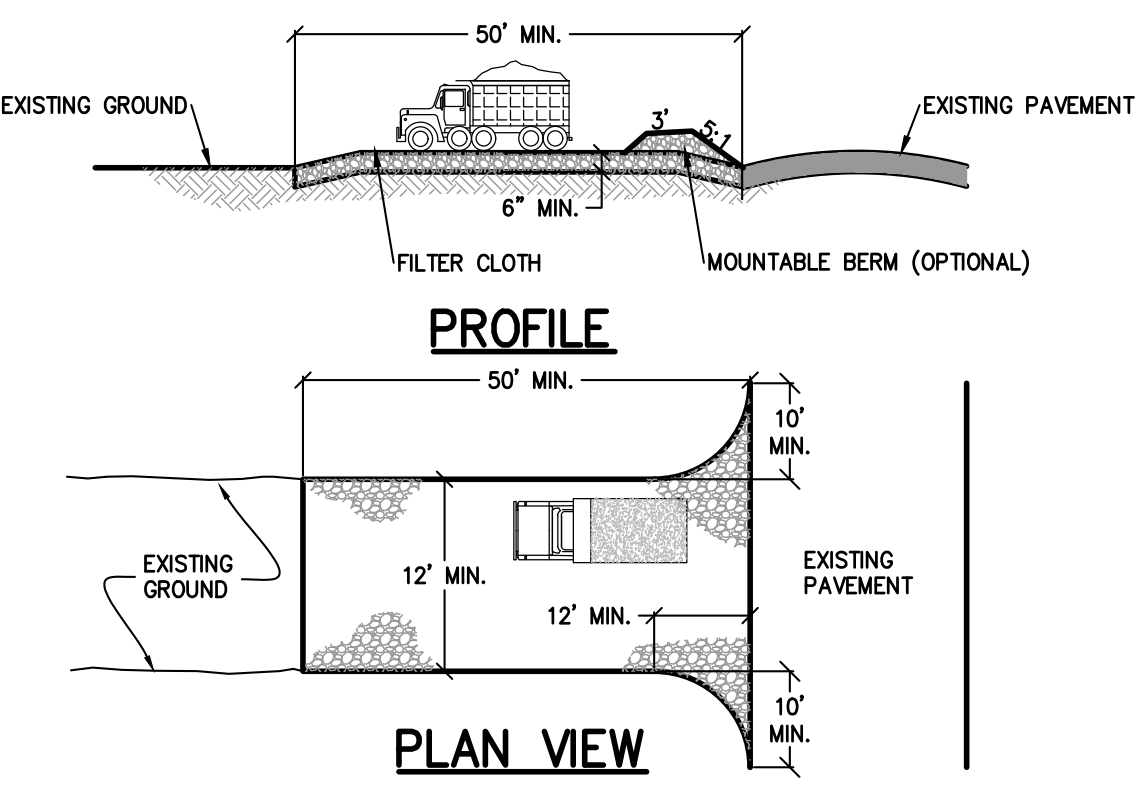 50' MIN.
EXISTING GROUND
EXISTING PAVEMENT
3'
5:1
6" MIN.
FILTER CLOTH
MOUNTABLE BERM (OPTIONAL)
PROFILE
50' MIN.
10'
MIN.
EXISTING
GROUND
12' MIN.
EXISTING
PAVEMENT
12' MIN.
10'
MIN.
PLAN VIEW